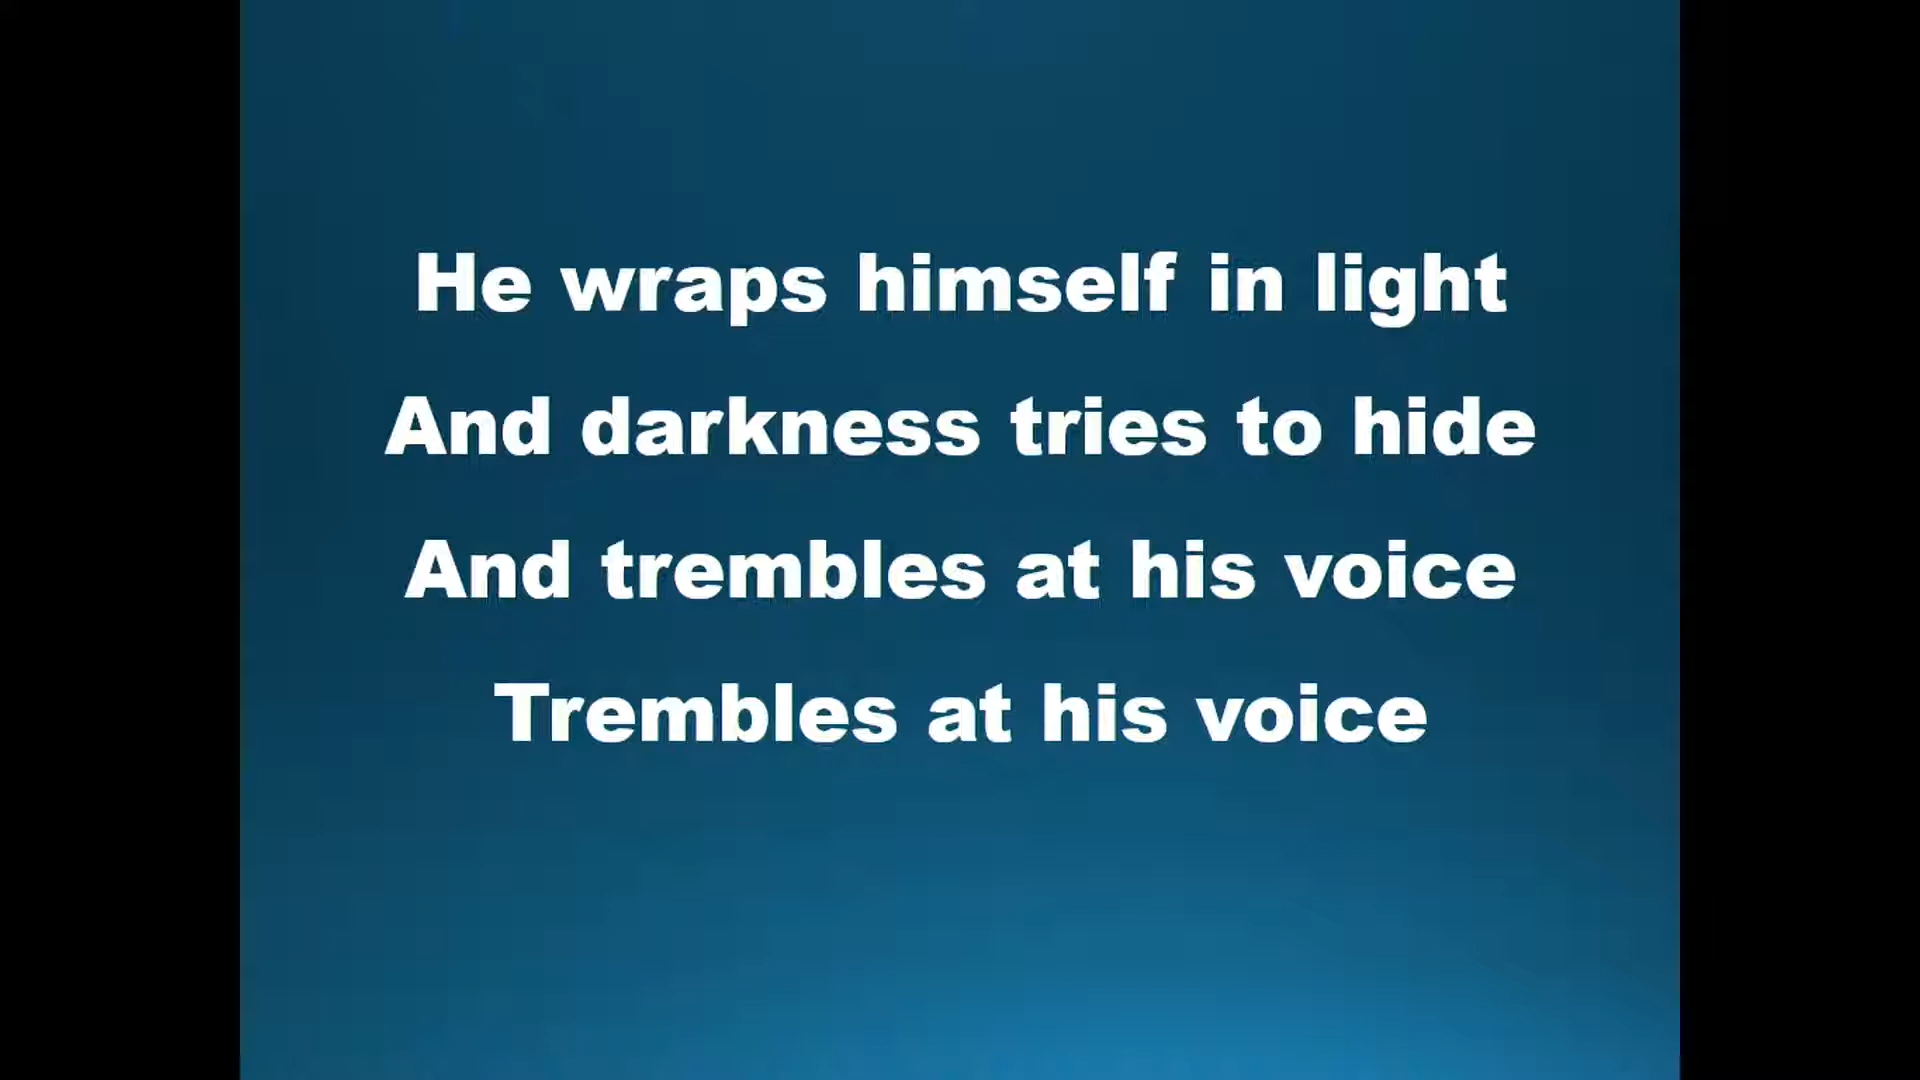 He wraps himself in light
And darkness tries to hide
And trembles at his voice
Trembles at his voice